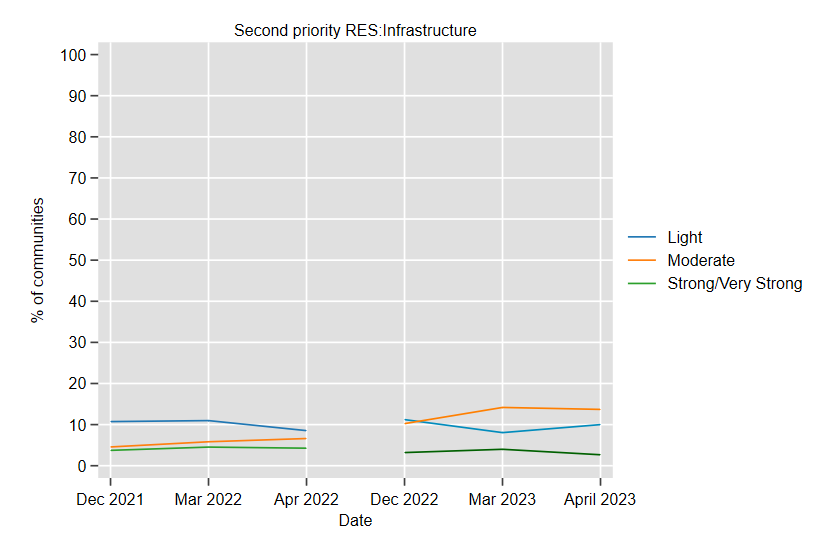 Second priority RES:Infrastructure
100
90
80
70
60
50
40
30
20
10
0
% of communities
Dec 2021 Mar 2022 Apr 2022 Dec 2022 Mar 2023 April 2023
Date
Light
Moderate
Strong/Very Strong